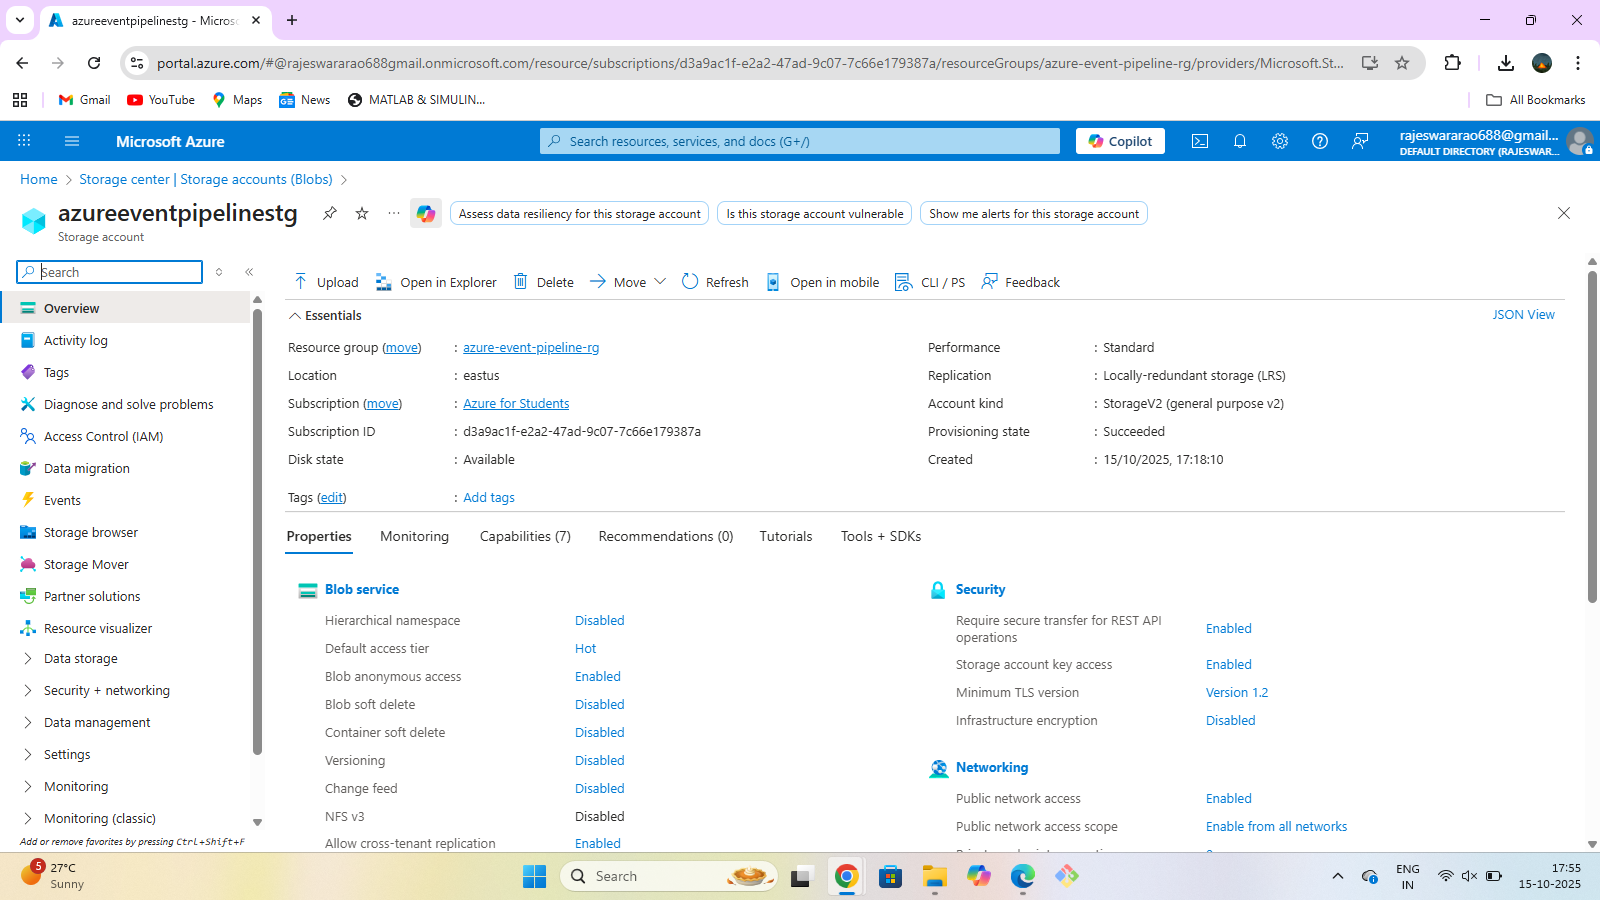 azureeventpipelinestg - Micros
portal.azure.com/#@rajeswararao688gmail.onmicrosoft.com/resource/subscriptions/d3a9ac1f-e2a2-47ad-9c07-7c66e179387a/resourceGroups/azure-event-pipeline-rg/providers/Microsoft.St...
Gmail YouTube Maps News MATLAB & SIMULIN... All Bookmarks
Microsoft Azure Search resources, services, and docs (G+/) Copilot rajeswararao688@gmail...
DEFAULT DIRECTORY (RAJESWAR...
Home > Storage center | Storage accounts (Blobs) >
azureeventpipelinestg ... Assess data resiliency for this storage account Is this storage account vulnerable Show me alerts for this storage account
Storage account
Search
Overview
Activity log
Tags
Diagnose and solve problems
Access Control (IAM)
Data migration
Events
Storage browser
Storage Mover
Partner solutions
Resource visualizer
Data storage
Security + networking
Data management
Settings
Monitoring
Monitoring (classic)
Add or remove favorites by pressing Ctrl+Shift+F
Upload Open in Explorer Delete Move Refresh Open in mobile CLI / PS Feedback
Essentials JSON View
Resource group (move) : azure-event-pipeline-rg
Location : eastus
Subscription (move) : Azure for Students
Subscription ID : d3a9ac1f-e2a2-47ad-9c07-7c66e179387a
Disk state : Available
Tags (edit) : Add tags
Performance : Standard
Replication : Locally-redundant storage (LRS)
Account kind : StorageV2 (general purpose v2)
Provisioning state : Succeeded
Created : 15/10/2025, 17:18:10
Properties Monitoring Capabilities (7) Recommendations (0) Tutorials Tools + SDKs
Blob service
Hierarchical namespace Disabled
Default access tier Hot
Blob anonymous access Enabled
Blob soft delete Disabled
Container soft delete Disabled
Versioning Disabled
Change feed Disabled
NFS v3 Disabled
Allow cross-tenant replication Enabled
Security
Require secure transfer for REST API
operations Enabled
Storage account key access Enabled
Minimum TLS version Version 1.2
Infrastructure encryption Disabled
Networking
Public network access Enabled
Public network access scope Enable from all networks
5 27°C
Sunny
Search
ENG
IN
17:55
15-10-2025